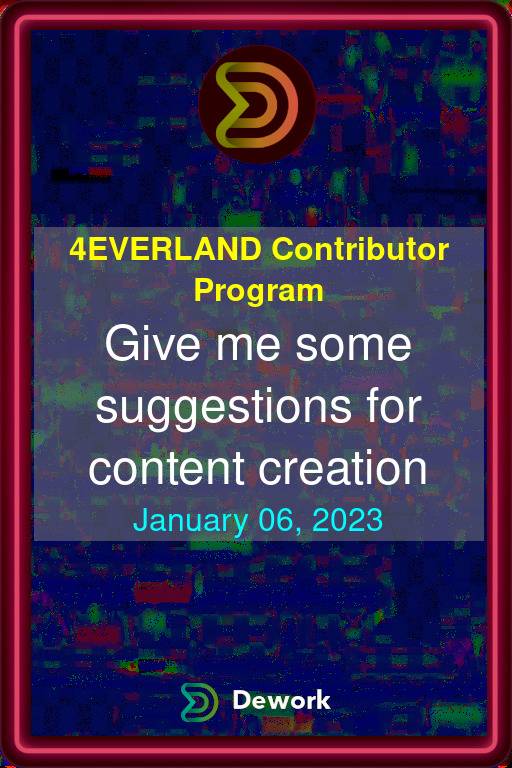 4EVERLAND Contributor
Program
Give me some
suggestions for
content creation
January 06, 2023
Dework